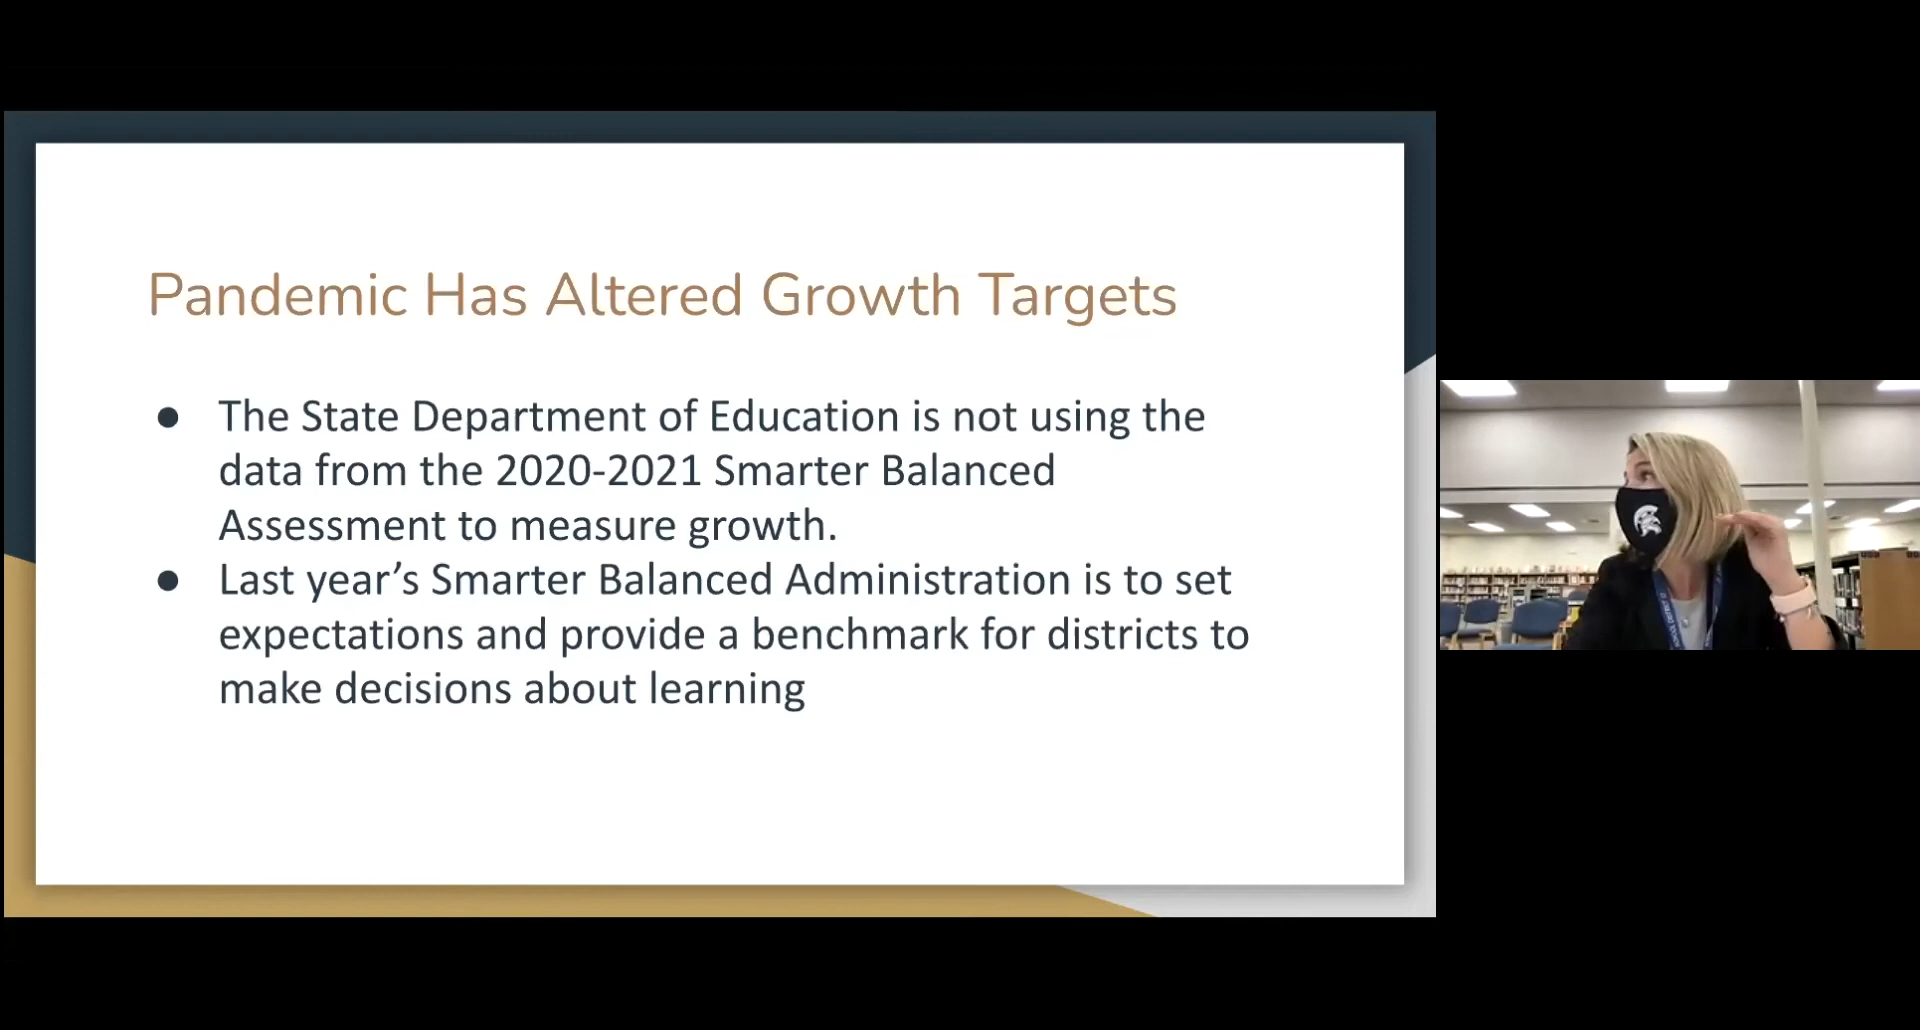 Pandemic Has Altered Growth Targets
● The State Department of Education is not using the
data from the 2020-2021 Smarter Balanced
Assessment to measure growth.
● Last year’s Smarter Balanced Administration is to set
expectations and provide a benchmark for districts to
make decisions about learning
SCHOOL DISTRICT